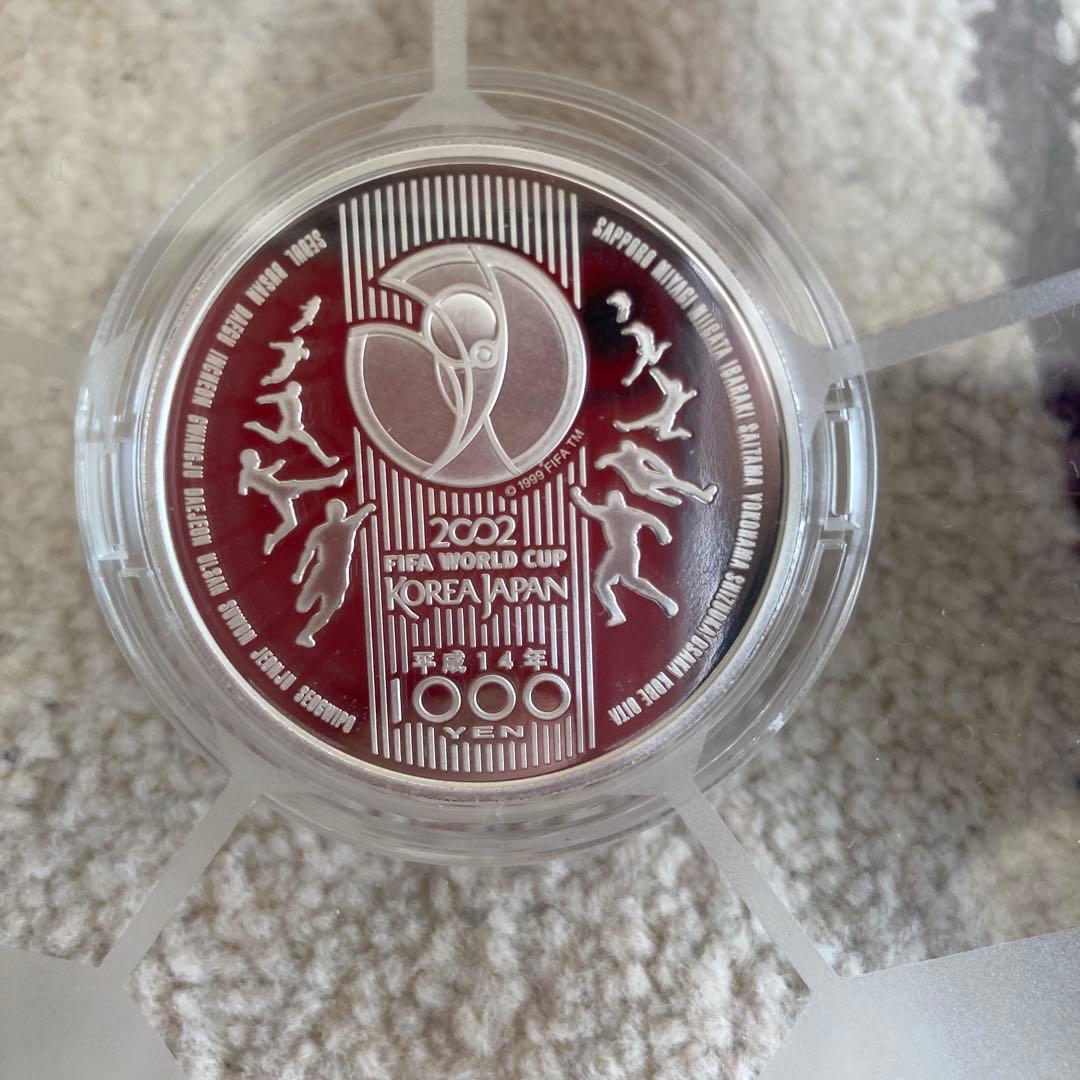 SEOUL BUSAN DAEGU INCHEON GWANGJU DAEJEON ULSAN SUWON JEONJU SEOGWIPO
SAPPORO MIYAGI NIIGATA IBARAKI SAITAMA YOKOHAMA SHIZUOKA OSAKA KOBE OITA
© 1999 FIFA TM
2002
FIFA WORLD CUP
KOREA JAPAN
平成14年
1000
YEN